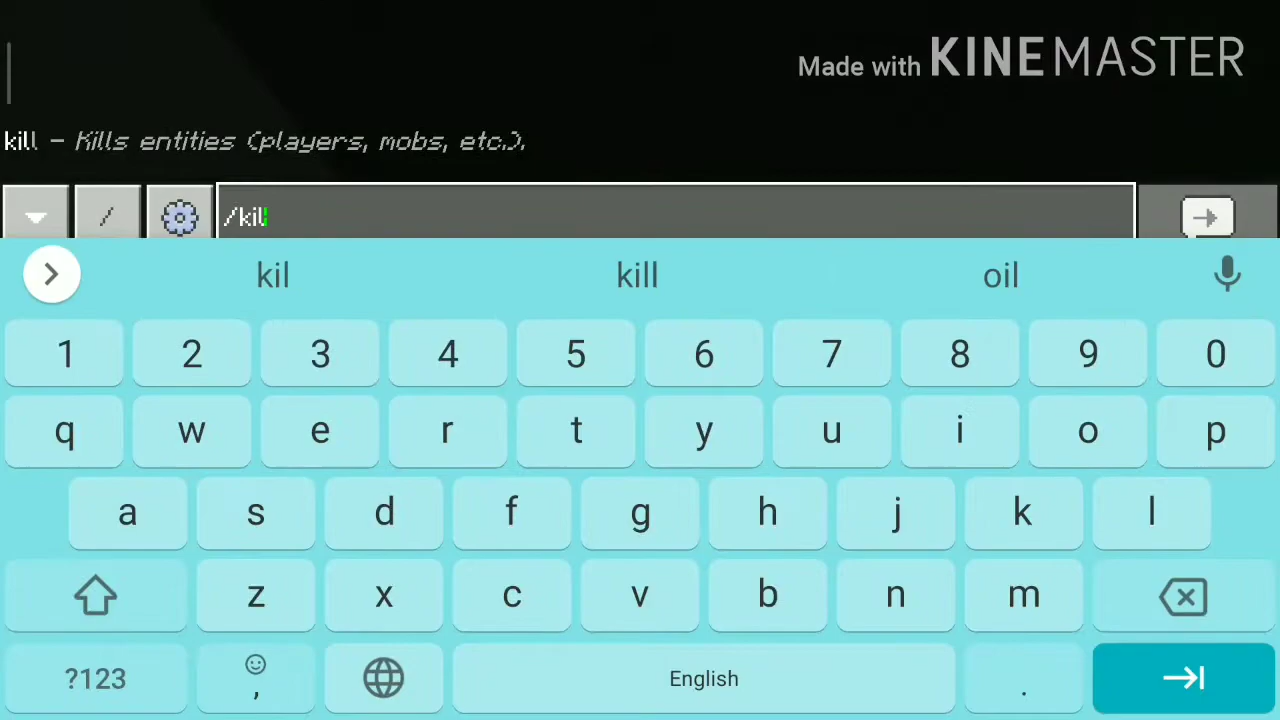 Made with KINEMASTER
kill - Kills entities (players, mobs, etc.).
/ /kil
kil kill oil
1 2 3 4 5 6 7 8 9 0
q w e r t y u i o p
a s d f g h j k l
z x c v b n m
?123 , English .